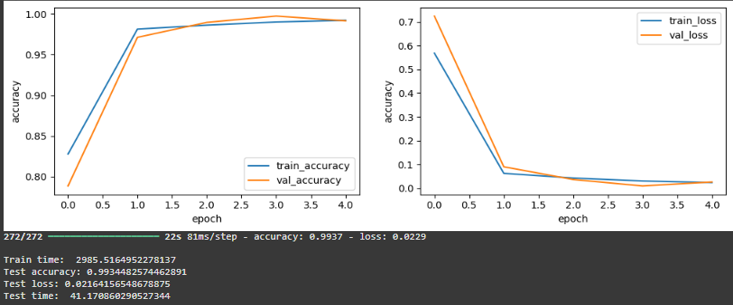 1.00
0.95
0.90
0.85
0.80
accuracy
train_accuracy
val_accuracy
0.0 0.5 1.0 1.5 2.0 2.5 3.0 3.5 4.0
epoch
0.7
0.6
0.5
0.4
0.3
0.2
0.1
0.0
accuracy
train_loss
val_loss
0.0 0.5 1.0 1.5 2.0 2.5 3.0 3.5 4.0
epoch
272/272 ━━━━━━━━━━━━━━━━━━━━ 22s 81ms/step - accuracy: 0.9937 - loss: 0.0229
Train time:  2985.5164952278137
Test accuracy: 0.9934482574462891
Test loss: 0.02164156548678875
Test time:  41.170860290527344